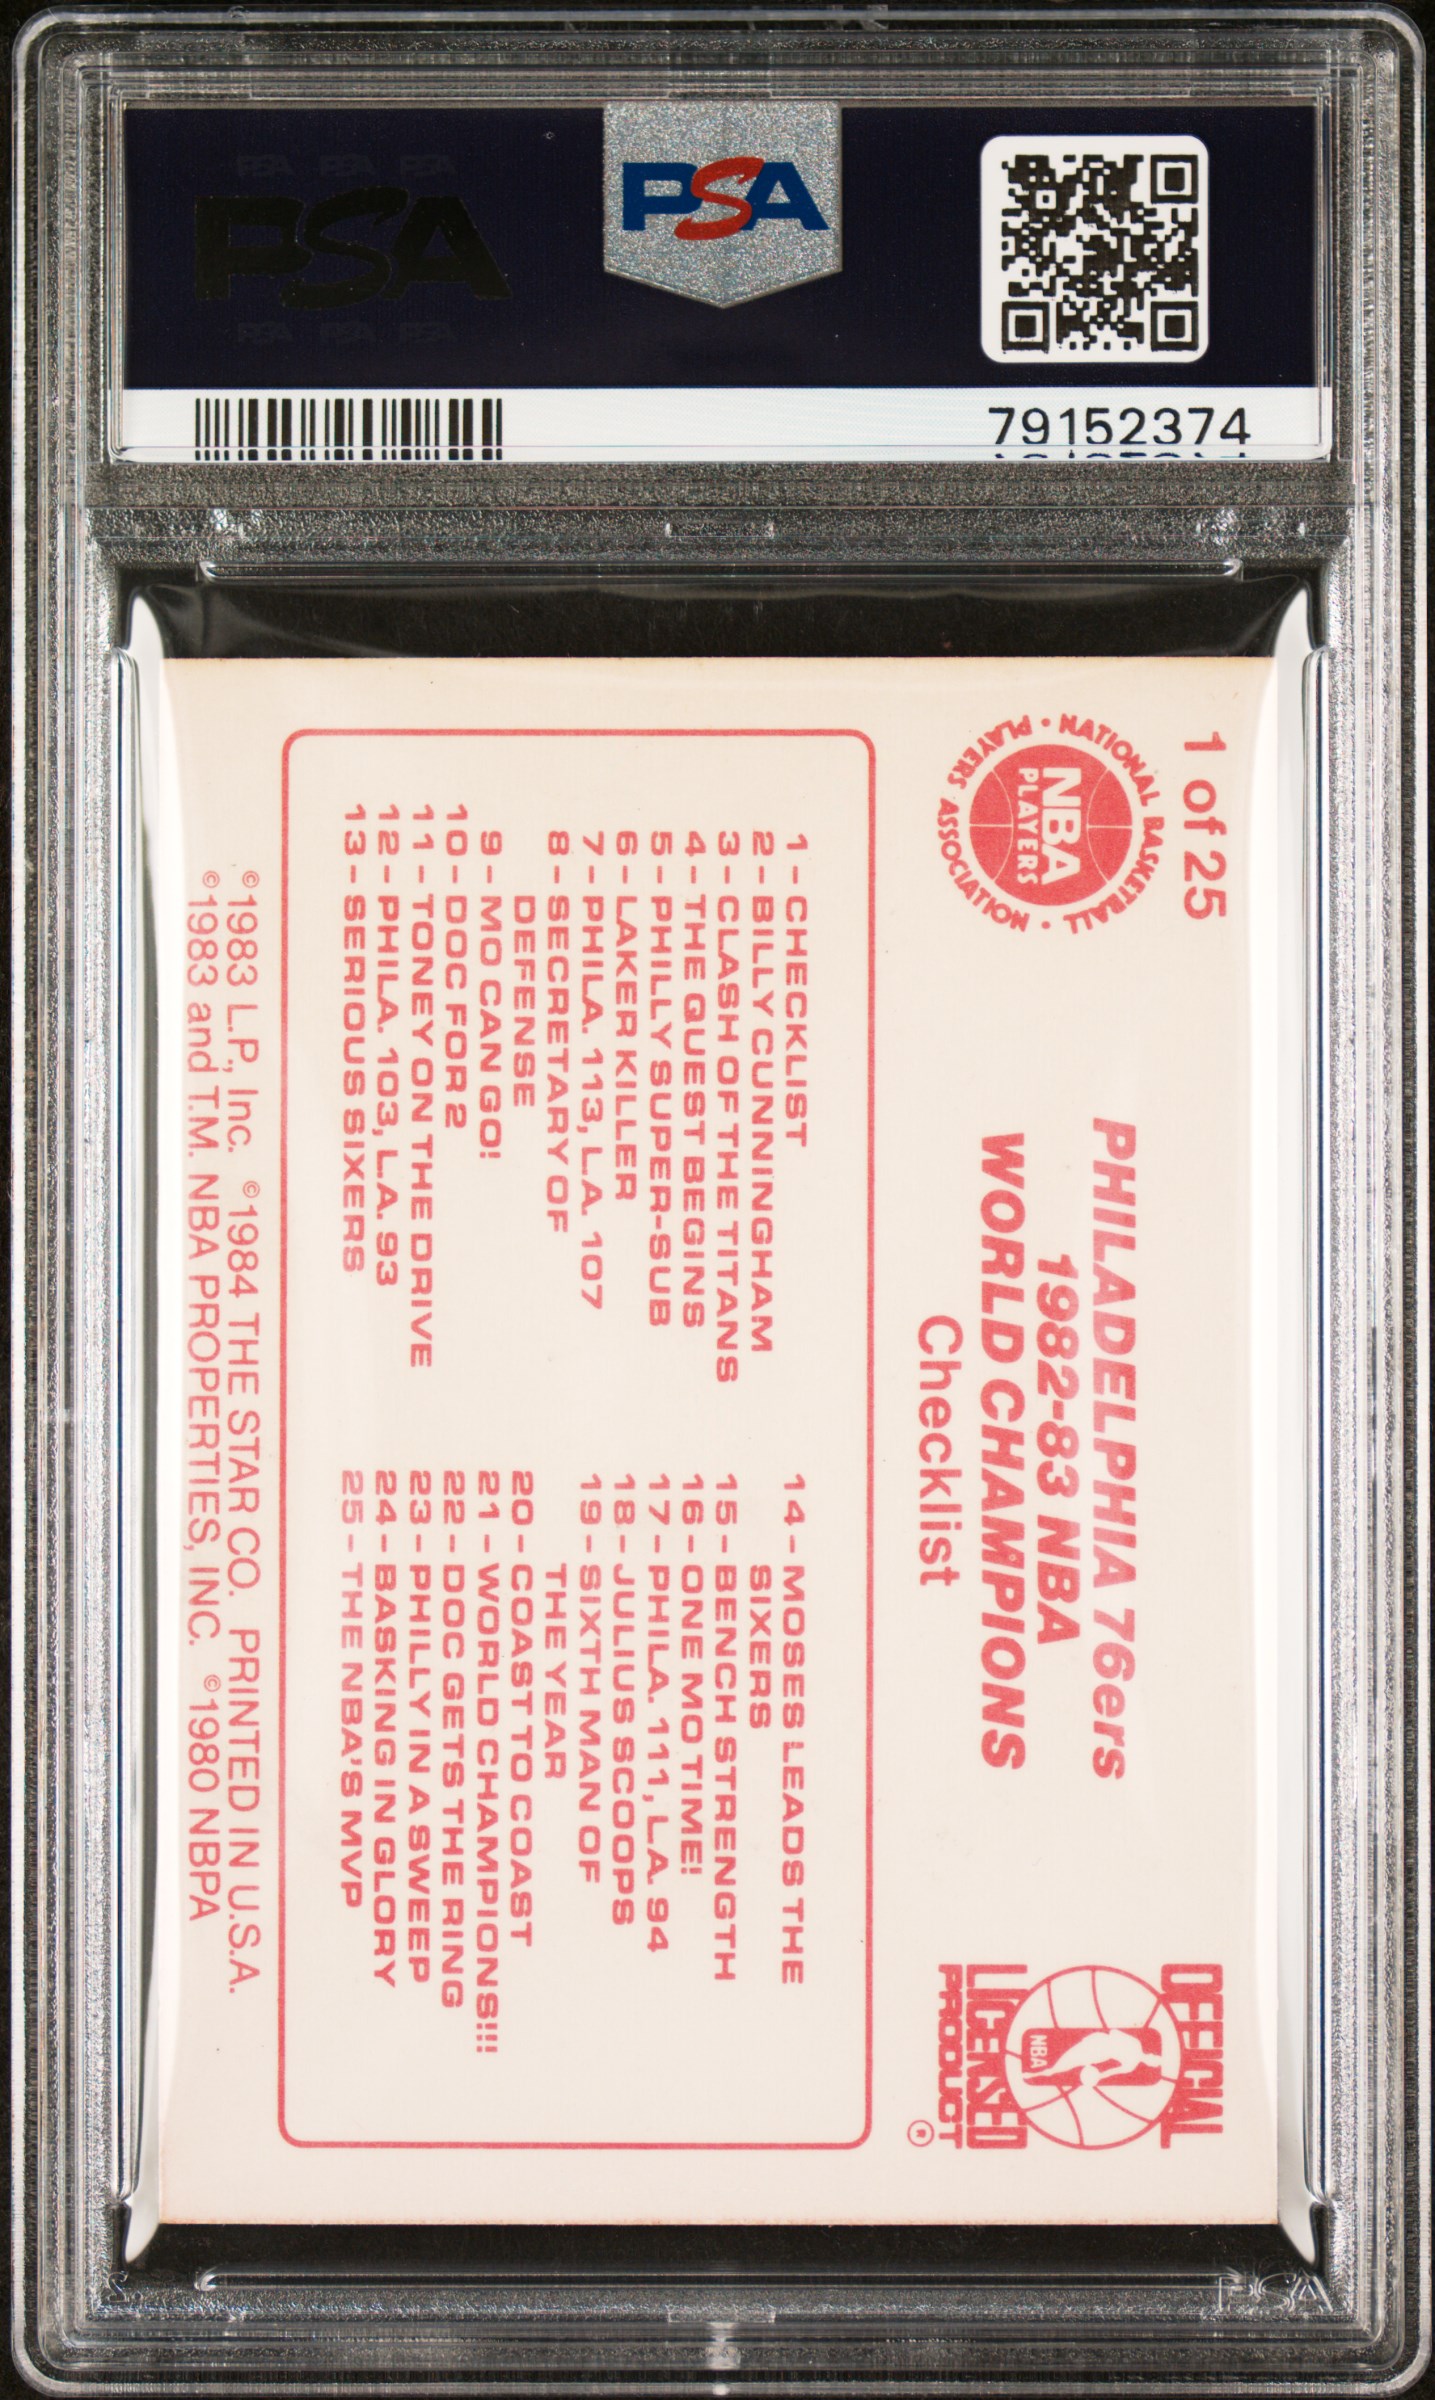 PSA PSA PSA
PSA
PSA PSA PSA
PSA
79152374
1 of 25
NATIONAL BASKETBALL
PLAYERS ASSOCIATION
NBA
PLAYERS
PHILADELPHIA 76ers
1982-83 NBA
WORLD CHAMPIONS
Checklist
OFFICIAL
NBA
LICENSED
PRODUCT
®
1 – CHECKLIST
2 – BILLY CUNNINGHAM
3 – CLASH OF THE TITANS
4 – THE QUEST BEGINS
5 – PHILLY SUPER-SUB
6 – LAKER KILLER
7 – PHILA. 113, L.A. 107
8 – SECRETARY OF
DEFENSE
9 – MO CAN GO!
10 – DOC FOR 2
11 – TONEY ON THE DRIVE
12 – PHILA. 103, L.A. 93
13 – SERIOUS SIXERS
14 – MOSES LEADS THE
SIXERS
15 – BENCH STRENGTH
16 – ONE MO TIME!
17 – PHILA. 111, L.A. 94
18 – JULIUS SCOOPS
19 – SIXTH MAN OF
THE YEAR
20 – COAST TO COAST
21 – WORLD CHAMPIONS!!!
22 – DOC GETS THE RING
23 – PHILLY IN A SWEEP
24 – BASKING IN GLORY
25 – THE NBA'S MVP
©1983 L.P., Inc. ©1984 THE STAR CO. PRINTED IN U.S.A.
©1983 and T.M. NBA PROPERTIES, INC. ©1980 NBPA
PSA